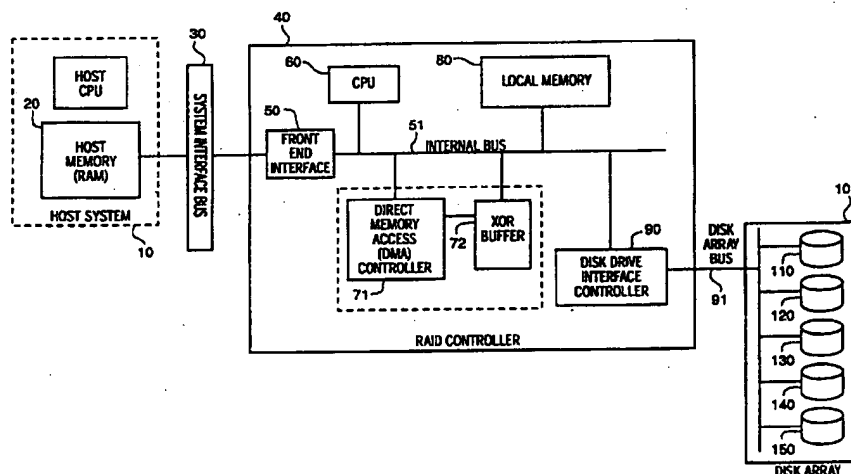 30
40
HOST CPU
60
CPU
80
LOCAL MEMORY
20
HOST MEMORY (RAM)
SYSTEM INTERFACE BUS
50
FRONT END INTERFACE
51
INTERNAL BUS
HOST SYSTEM
10
DIRECT MEMORY ACCESS (DMA) CONTROLLER
71
72
XOR BUFFER
90
DISK DRIVE INTERFACE CONTROLLER
DISK ARRAY BUS
91
RAID CONTROLLER
110
120
130
140
150
DISK ARRAY